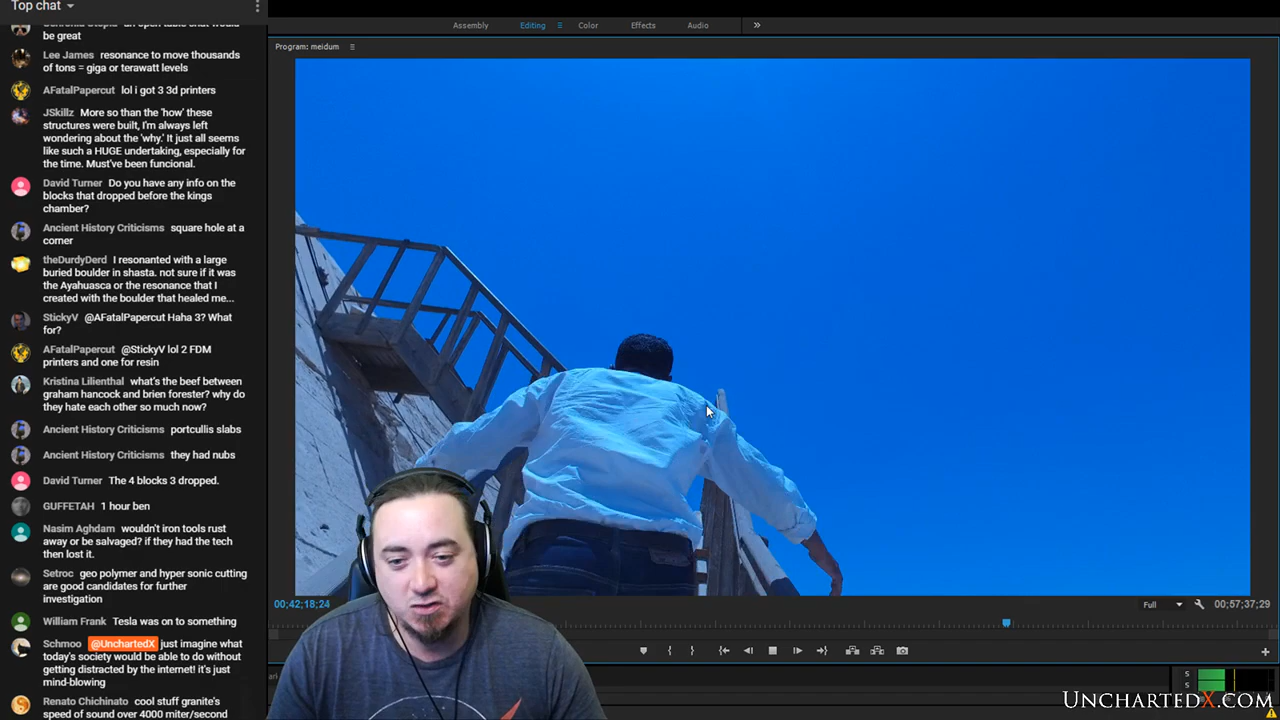 Top chat
an open table chat would
be great
Lee James resonance to move thousands
of tons = giga or terawatt levels
AFatalPapercut lol i got 3 3d printers
JSkillz More so than the 'how' these
structures were built, I'm always left
wondering about the 'why.' It just all seems
like such a HUGE undertaking, especially for
the time. Must've been funcional.
David Turner Do you have any info on the
blocks that dropped before the kings
chamber?
Ancient History Criticisms square hole at a
corner
theDurdyDerd I resonanted with a large
buried boulder in shasta. not sure if it was
the Ayahuasca or the resonance that I
created with the boulder that healed me...
StickyV @AFatalPapercut Haha 3? What
for?
AFatalPapercut @StickyV lol 2 FDM
printers and one for resin
Kristina Lilienthal what's the beef between
graham hancock and brien forester? why do
they hate each other so much now?
Ancient History Criticisms portcullis slabs
Ancient History Criticisms they had nubs
David Turner The 4 blocks 3 dropped.
GUFFETAH 1 hour ben
Nasim Aghdam wouldn't iron tools rust
away or be salvaged? if they had the tech
then lost it.
Setroc geo polymer and hyper sonic cutting
are good candidates for further
investigation
William Frank Tesla was on to something
Schmoo @UnchartedX just imagine what
today's society would be able to do without
getting distracted by the internet! it's just
mind-blowing
Renato Chichinato cool stuff granite's
speed of sound over 4000 miter/second
Assembly Editing Color Effects Audio
Program: meidum
00;42;18;24 Full 00;57;37;29
S
S
UnchartedX.com